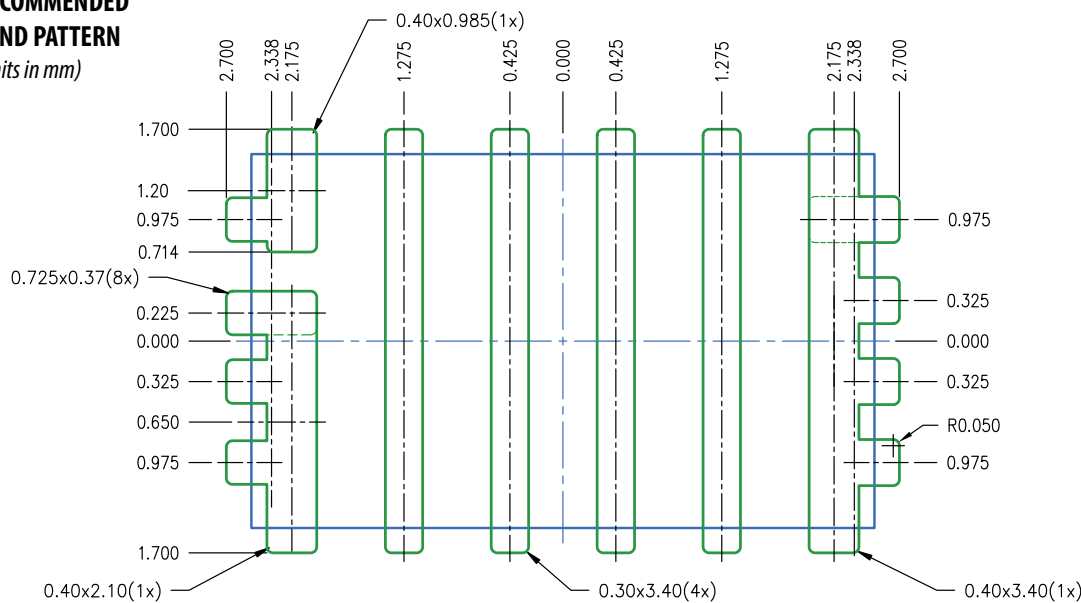 COMMENDED
ND PATTERN
its in mm)
0.40x0.985(1x)
2.700
2.338
2.175
1.275
0.425
0.000
0.425
1.275
2.175
2.338
2.700
1.700
1.20
0.975
0.714
0.725x0.37(8x)
0.225
0.000
0.325
0.650
0.975
1.700
0.975
0.325
0.000
0.325
R0.050
0.975
0.40x2.10(1x)
0.30x3.40(4x)
0.40x3.40(1x)